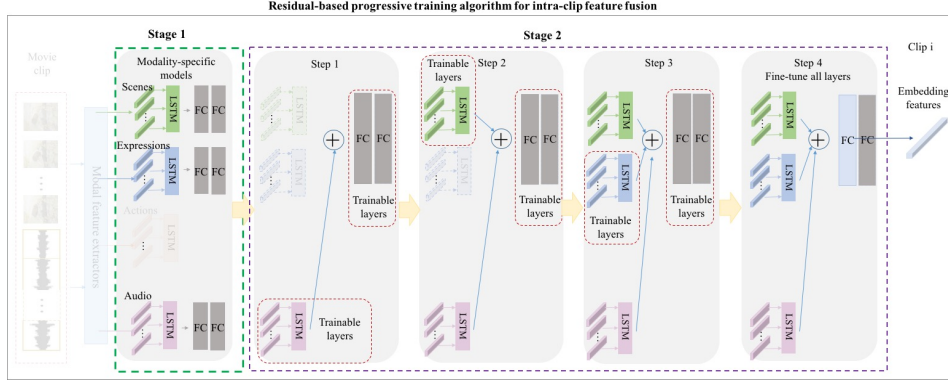 Residual-based progressive training algorithm for intra-clip feature fusion
Stage 1
Stage 2
Clip i
Movie
clip
Modality-specific
models
Step 1
Trainable
layers
Step 2
Step 3
Step 4
Fine-tune all layers
Embedding
features
Scenes
LSTM
FC FC
Expressions
LSTM
FC FC
Actions
LSTM
Audio
LSTM
FC FC
Modal feature extractors
LSTM
LSTM
FC FC
Trainable
layers
LSTM
Trainable
layers
LSTM
LSTM
FC FC
Trainable
layers
LSTM
LSTM
LSTM
FC FC
Trainable
layers
Trainable
layers
LSTM
LSTM
LSTM
FC FC
LSTM